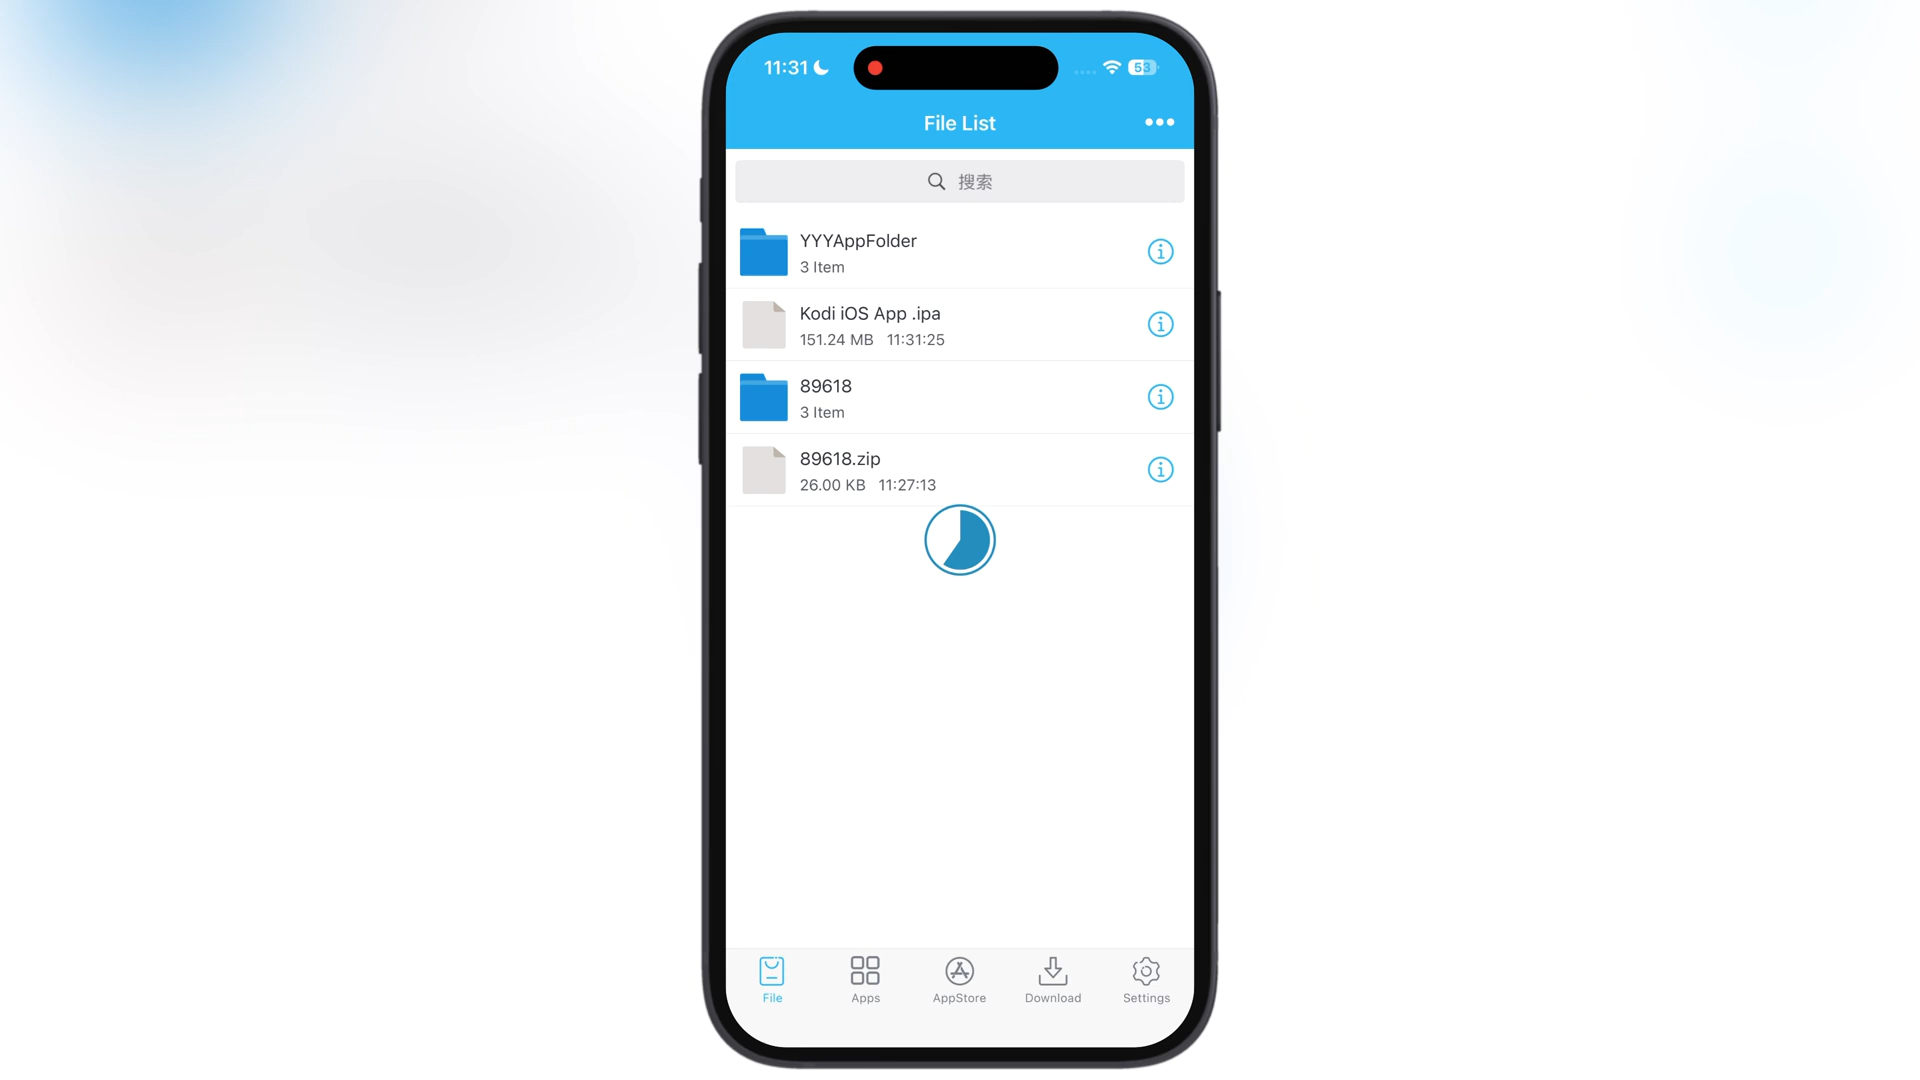 11:31
53
File List
搜索
YYYAppFolder
3 Item
Kodi iOS App .ipa
151.24 MB 11:31:25
89618
3 Item
89618.zip
26.00 KB 11:27:13
File
Apps
AppStore
Download
Settings